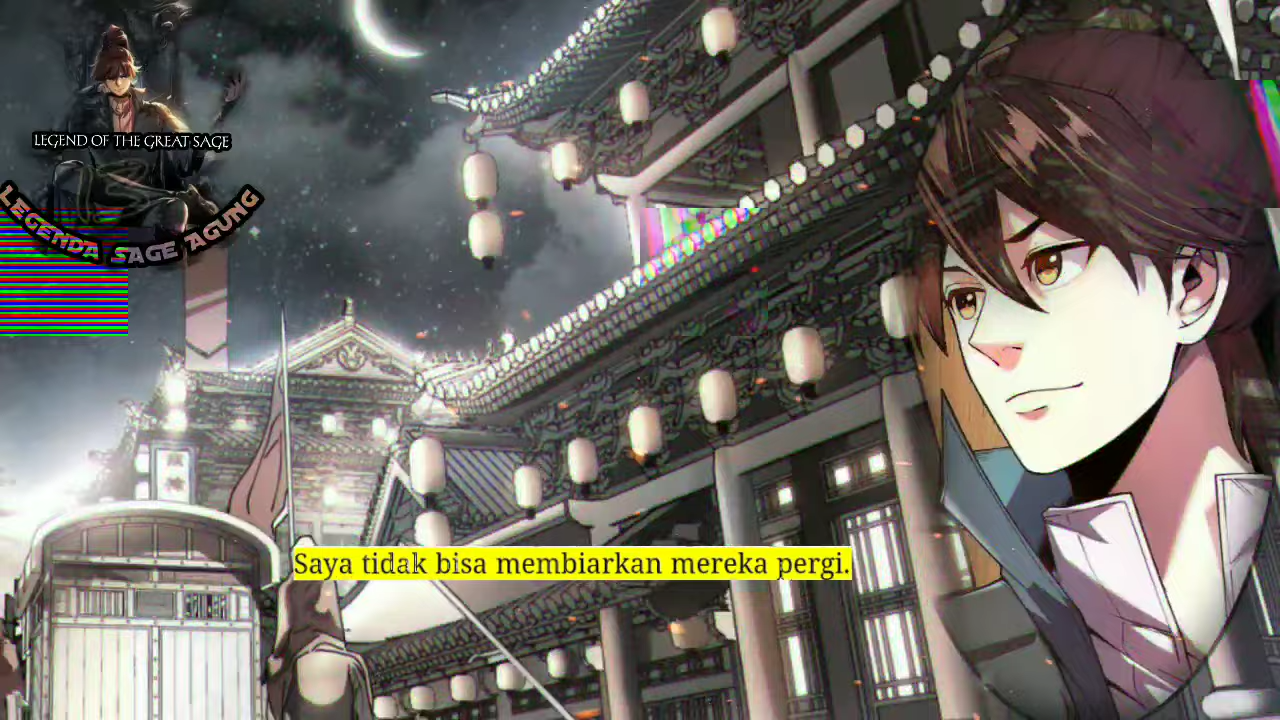 LEGEND OF THE GREAT SAGE
LEGENDA SAGE AGUNG
Saya tidak bisa membiarkan mereka pergi.